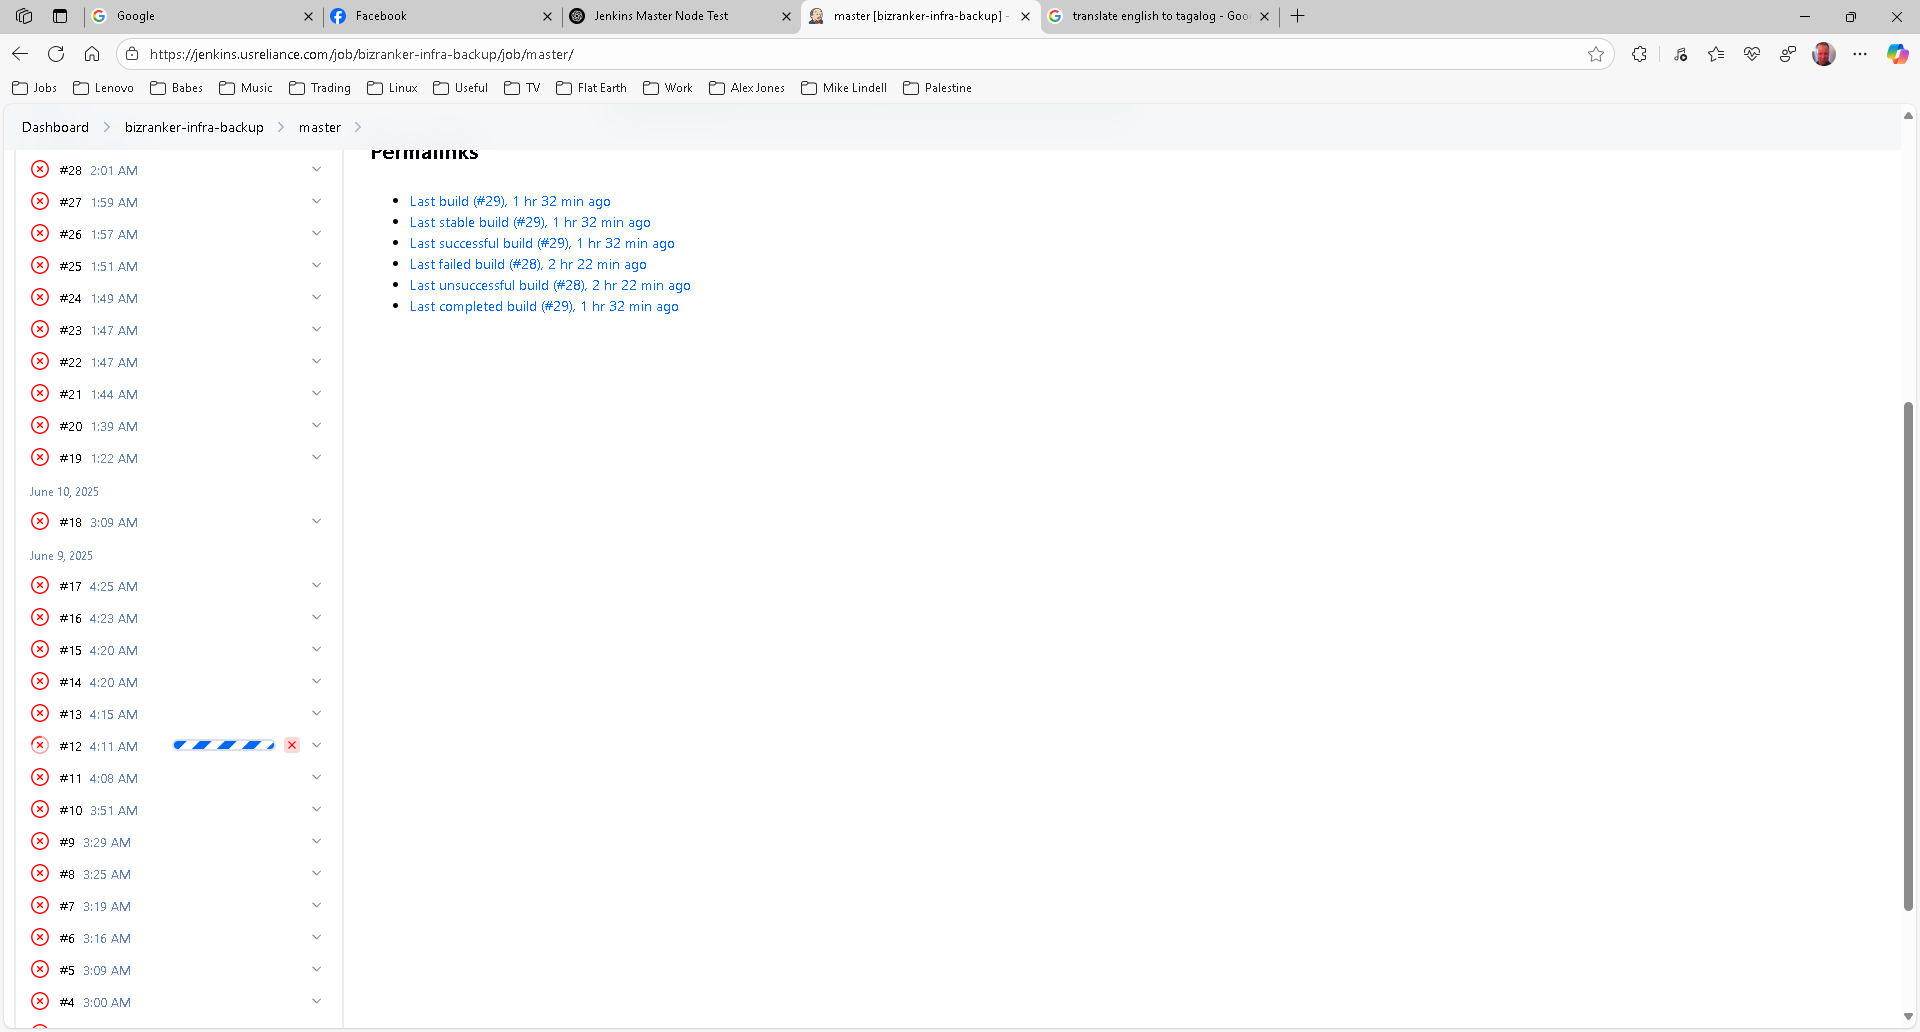 Google
Facebook
Jenkins Master Node Test
master [bizranker-infra-backup] -
translate english to tagalog - Goo
https://jenkins.usreliance.com/job/bizranker-infra-backup/job/master/
Jobs Lenovo Babes Music Trading Linux Useful TV Flat Earth Work Alex Jones Mike Lindell Palestine
Dashboard bizranker-infra-backup master
Permalinks
Last build (#29), 1 hr 32 min ago
Last stable build (#29), 1 hr 32 min ago
Last successful build (#29), 1 hr 32 min ago
Last failed build (#28), 2 hr 22 min ago
Last unsuccessful build (#28), 2 hr 22 min ago
Last completed build (#29), 1 hr 32 min ago
#28 2:01 AM
#27 1:59 AM
#26 1:57 AM
#25 1:51 AM
#24 1:49 AM
#23 1:47 AM
#22 1:47 AM
#21 1:44 AM
#20 1:39 AM
#19 1:22 AM
June 10, 2025
#18 3:09 AM
June 9, 2025
#17 4:25 AM
#16 4:23 AM
#15 4:20 AM
#14 4:20 AM
#13 4:15 AM
#12 4:11 AM
#11 4:08 AM
#10 3:51 AM
#9 3:29 AM
#8 3:25 AM
#7 3:19 AM
#6 3:16 AM
#5 3:09 AM
#4 3:00 AM